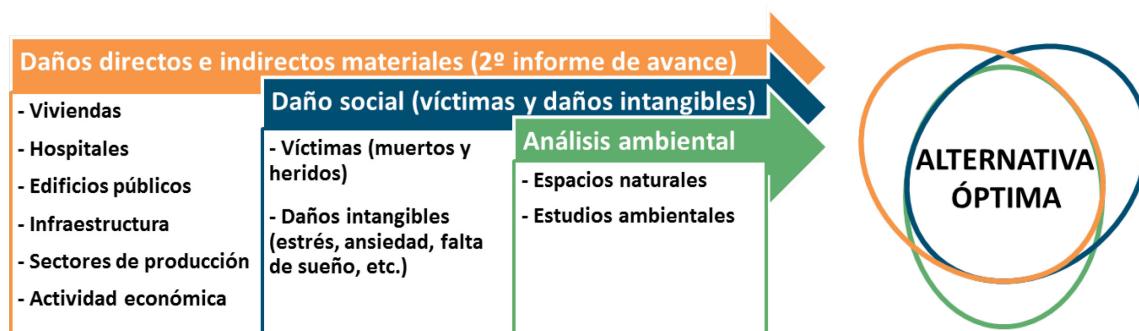 Daños directos e indirectos materiales (2º informe de avance)
- Viviendas
- Hospitales
- Edificios públicos
- Infraestructura
- Sectores de producción
- Actividad económica
Daño social (víctimas y daños intangibles)
- Víctimas (muertos y
heridos)
- Daños intangibles
(estrés, ansiedad, falta
de sueño, etc.)
Análisis ambiental
- Espacios naturales
- Estudios ambientales
ALTERNATIVA
ÓPTIMA